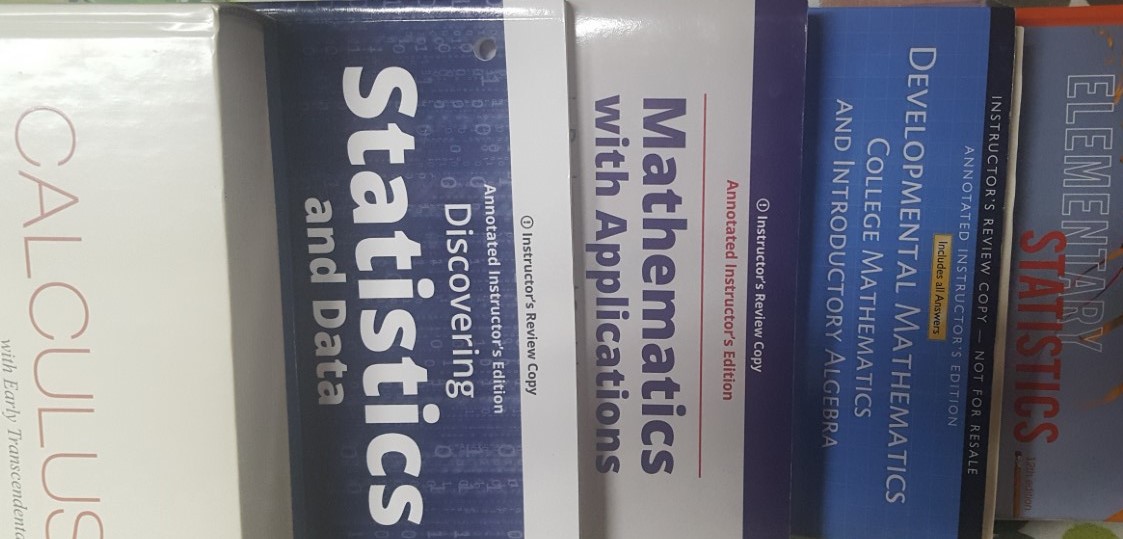 ELEMENTARY
STATISTICS
12th edition
INSTRUCTOR'S REVIEW COPY — NOT FOR RESALE
ANNOTATED INSTRUCTOR'S EDITION
Includes all Answers
DEVELOPMENTAL MATHEMATICS
COLLEGE MATHEMATICS
AND INTRODUCTORY ALGEBRA
Instructor's Review Copy
Annotated Instructor's Edition
Mathematics
with Applications
Instructor's Review Copy
Annotated Instructor's Edition
Discovering
Statistics
and Data
CALCULUS
with Early Transcendenta